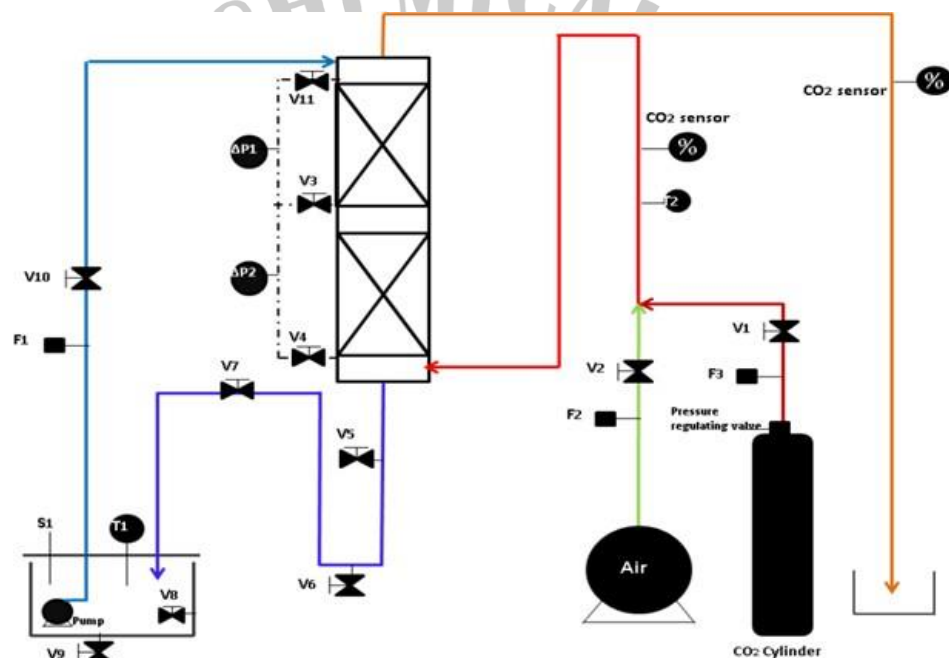 CHEMICAL
%
CO2 sensor
V11
CO2 sensor
%
ΔP1
V3
T2
V10
ΔP2
V1
F1
V4
V2
F3
V7
F2
Pressure
regulating valve
V5
S1
T1
Air
V6
V8
Pump
V9
CO2 Cylinder